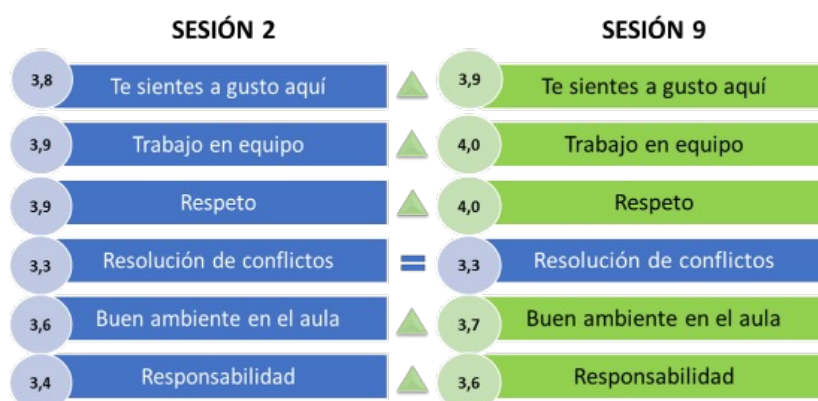 SESIÓN 2 SESIÓN 9
3,8 Te sientes a gusto aquí 3,9 Te sientes a gusto aquí
3,9 Trabajo en equipo 4,0 Trabajo en equipo
3,9 Respeto 4,0 Respeto
3,3 Resolución de conflictos = 3,3 Resolución de conflictos
3,6 Buen ambiente en el aula 3,7 Buen ambiente en el aula
3,4 Responsabilidad 3,6 Responsabilidad